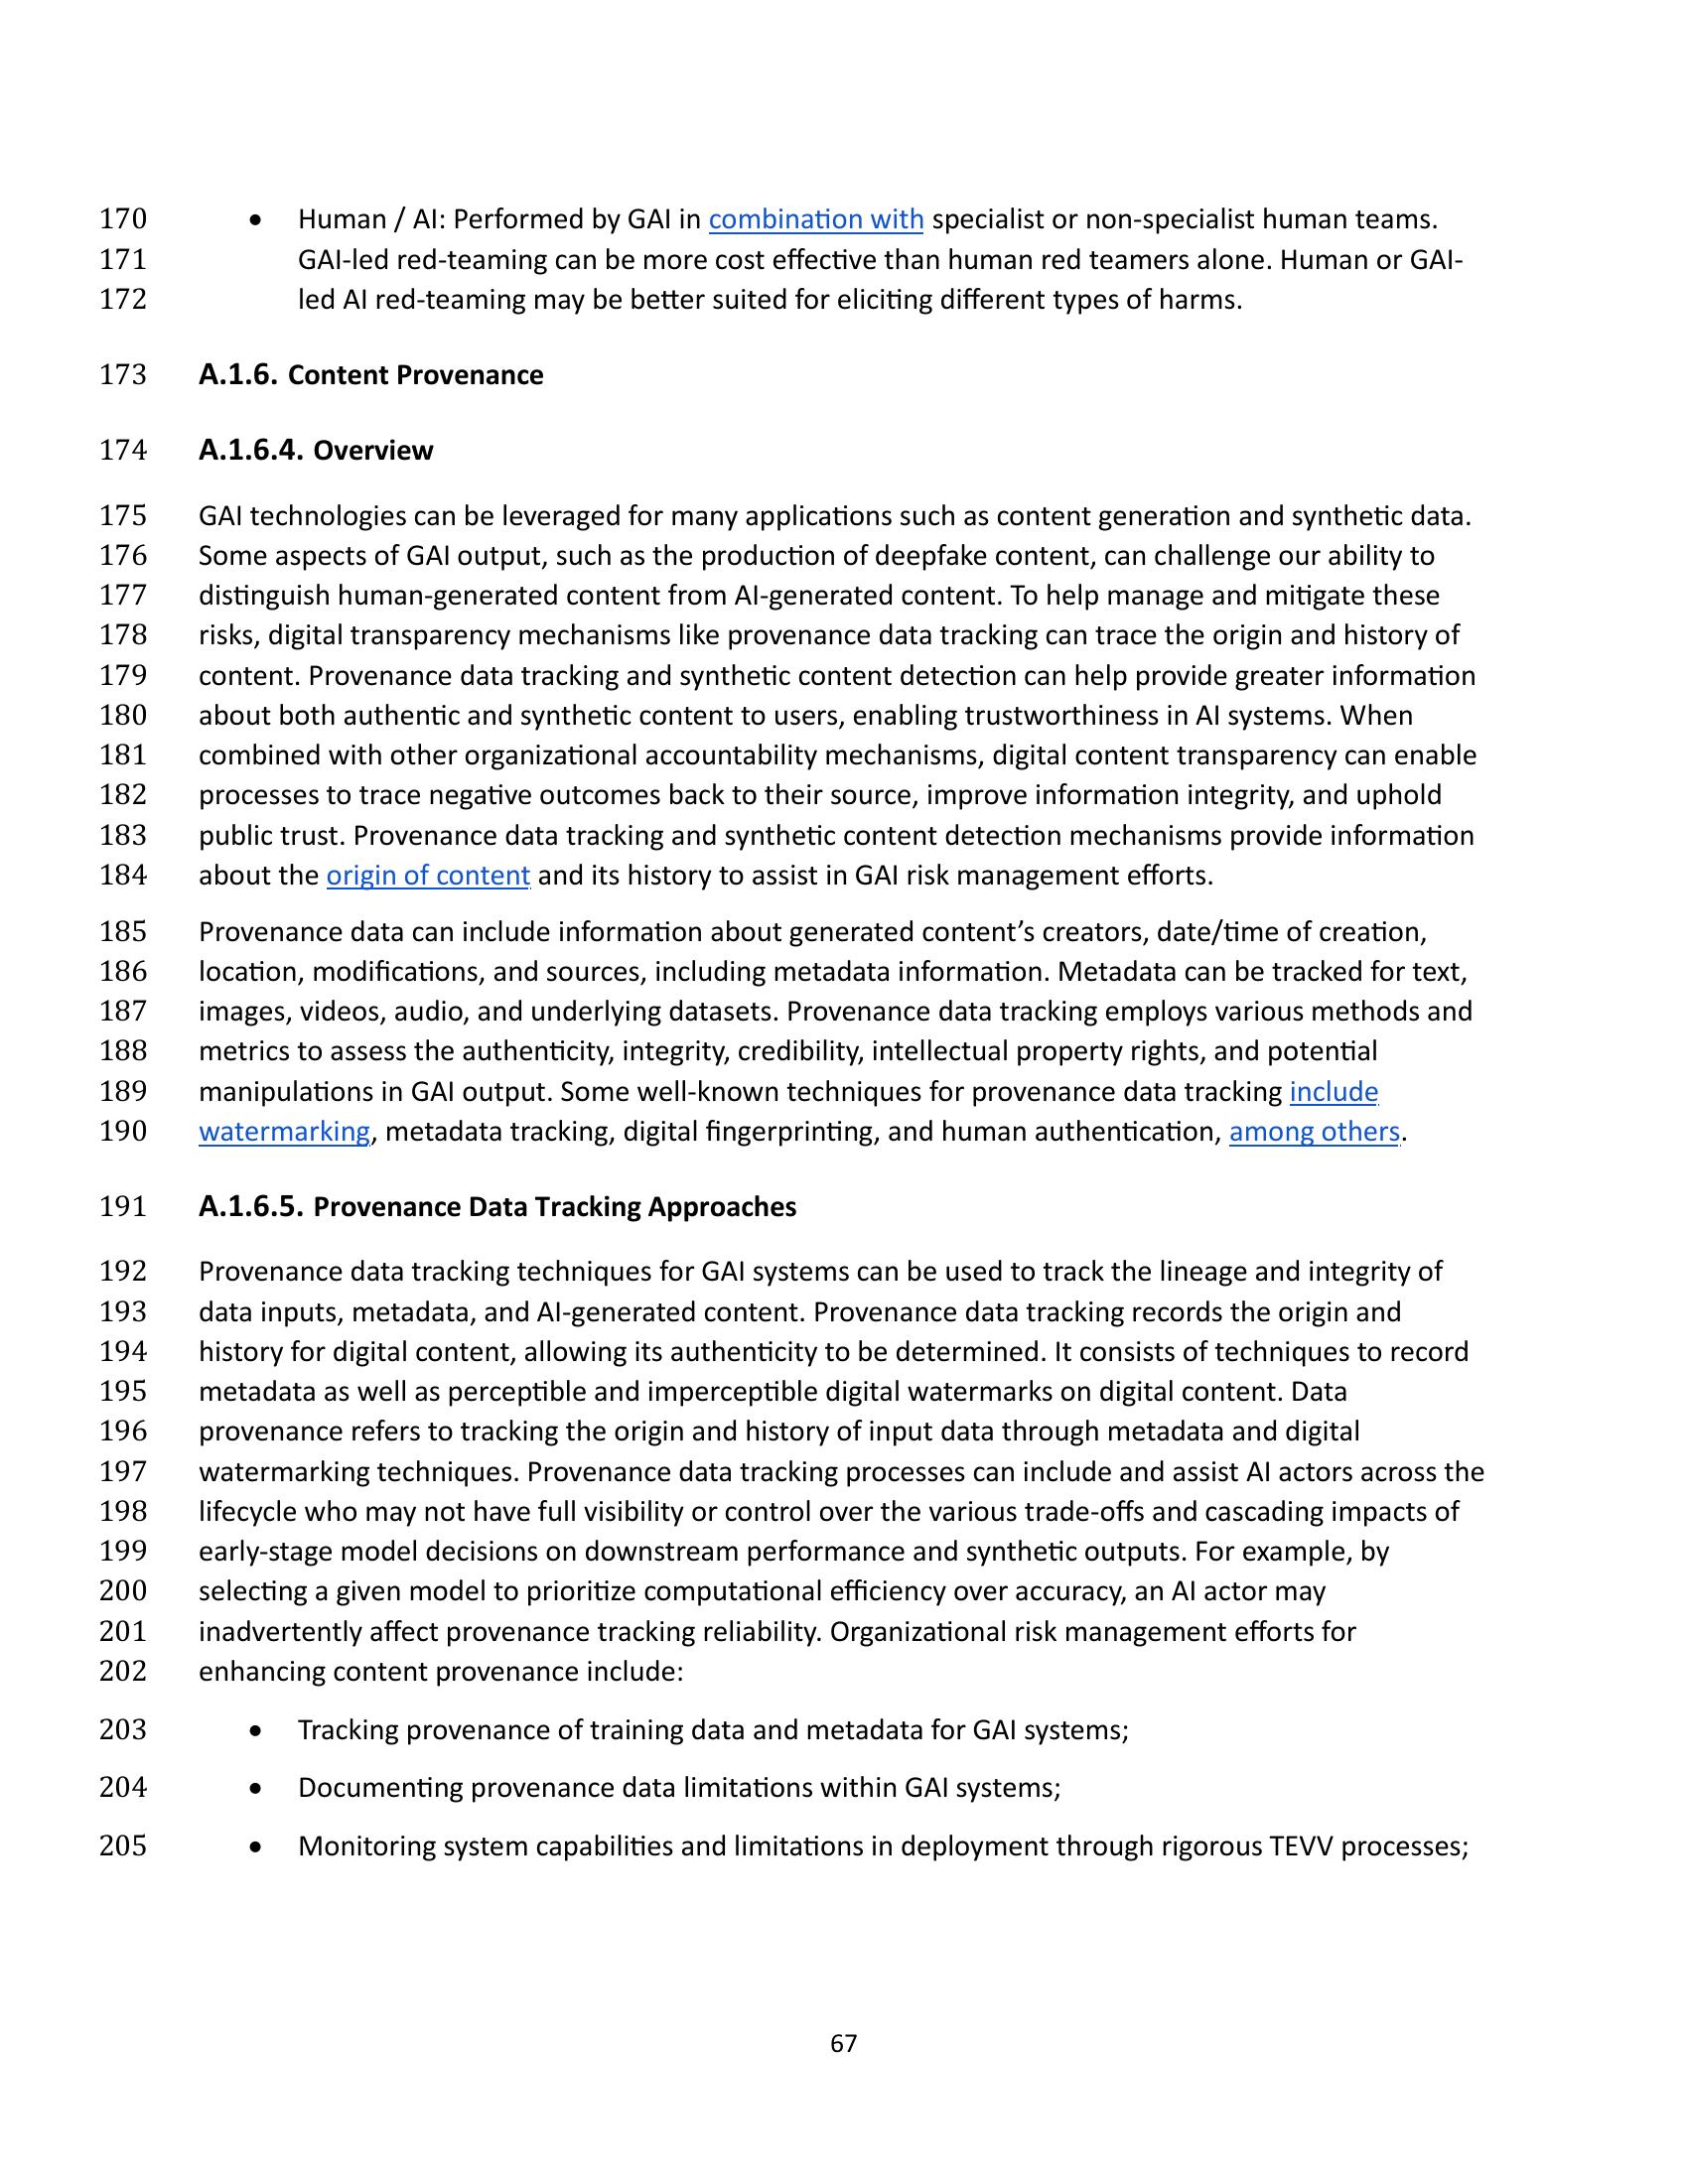 170 • Human / AI: Performed by GAI in combination with specialist or non-specialist human teams.
171 GAI-led red-teaming can be more cost effective than human red teamers alone. Human or GAI-
172 led AI red-teaming may be better suited for eliciting different types of harms.
173 A.1.6. Content Provenance
174 A.1.6.4. Overview
175 GAI technologies can be leveraged for many applications such as content generation and synthetic data.
176 Some aspects of GAI output, such as the production of deepfake content, can challenge our ability to
177 distinguish human-generated content from AI-generated content. To help manage and mitigate these
178 risks, digital transparency mechanisms like provenance data tracking can trace the origin and history of
179 content. Provenance data tracking and synthetic content detection can help provide greater information
180 about both authentic and synthetic content to users, enabling trustworthiness in AI systems. When
181 combined with other organizational accountability mechanisms, digital content transparency can enable
182 processes to trace negative outcomes back to their source, improve information integrity, and uphold
183 public trust. Provenance data tracking and synthetic content detection mechanisms provide information
184 about the origin of content and its history to assist in GAI risk management efforts.
185 Provenance data can include information about generated content’s creators, date/time of creation,
186 location, modifications, and sources, including metadata information. Metadata can be tracked for text,
187 images, videos, audio, and underlying datasets. Provenance data tracking employs various methods and
188 metrics to assess the authenticity, integrity, credibility, intellectual property rights, and potential
189 manipulations in GAI output. Some well-known techniques for provenance data tracking include
190 watermarking, metadata tracking, digital fingerprinting, and human authentication, among others.
191 A.1.6.5. Provenance Data Tracking Approaches
192 Provenance data tracking techniques for GAI systems can be used to track the lineage and integrity of
193 data inputs, metadata, and AI-generated content. Provenance data tracking records the origin and
194 history for digital content, allowing its authenticity to be determined. It consists of techniques to record
195 metadata as well as perceptible and imperceptible digital watermarks on digital content. Data
196 provenance refers to tracking the origin and history of input data through metadata and digital
197 watermarking techniques. Provenance data tracking processes can include and assist AI actors across the
198 lifecycle who may not have full visibility or control over the various trade-offs and cascading impacts of
199 early-stage model decisions on downstream performance and synthetic outputs. For example, by
200 selecting a given model to prioritize computational efficiency over accuracy, an AI actor may
201 inadvertently affect provenance tracking reliability. Organizational risk management efforts for
202 enhancing content provenance include:
203 • Tracking provenance of training data and metadata for GAI systems;
204 • Documenting provenance data limitations within GAI systems;
205 • Monitoring system capabilities and limitations in deployment through rigorous TEVV processes;
67